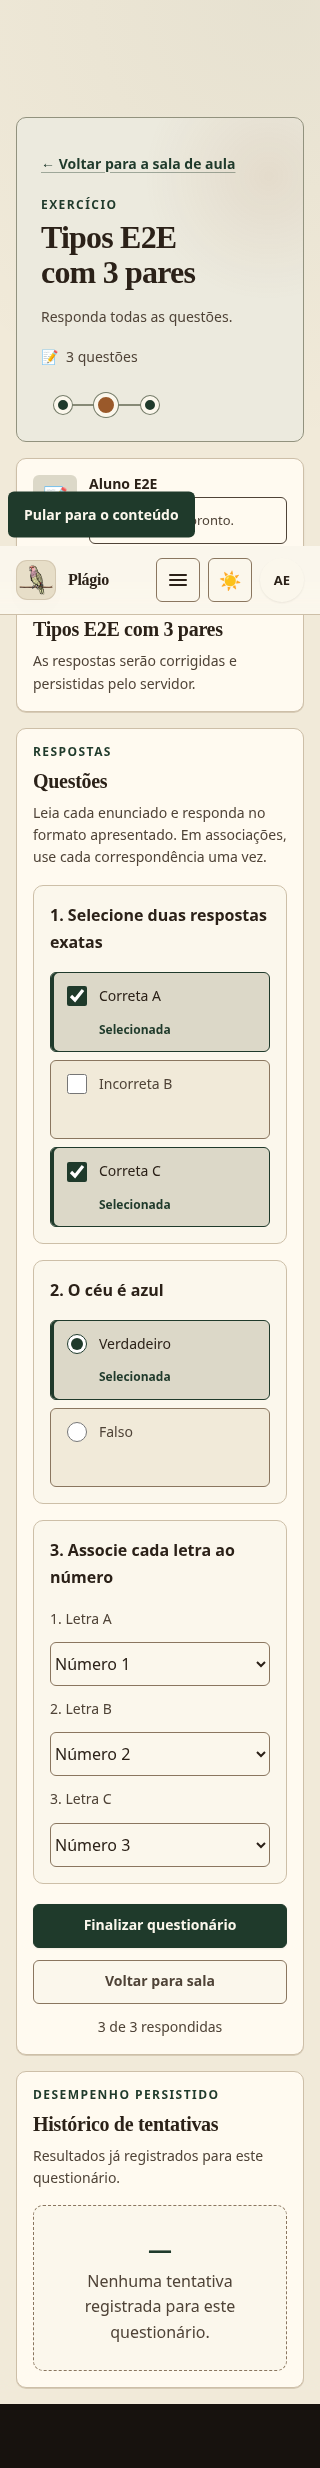 ← Voltar para a sala de aula
EXERCÍCIO
Tipos E2E
com 3 pares
Responda todas as questões.
📝 3 questões
Aluno E2E
Pular para o conteúdo
pronto.
Plágio
AE
Tipos E2E com 3 pares
As respostas serão corrigidas e
persistidas pelo servidor.
RESPOSTAS
Questões
Leia cada enunciado e responda no
formato apresentado. Em associações,
use cada correspondência uma vez.
1. Selecione duas respostas
exatas
Correta A
Selecionada
Incorreta B
Correta C
Selecionada
2. O céu é azul
Verdadeiro
Selecionada
Falso
3. Associe cada letra ao
número
1. Letra A
Número 1
2. Letra B
Número 2
3. Letra C
Número 3
Finalizar questionário
Voltar para sala
3 de 3 respondidas
DESEMPENHO PERSISTIDO
Histórico de tentativas
Resultados já registrados para este
questionário.
—
Nenhuma tentativa
registrada para este
questionário.